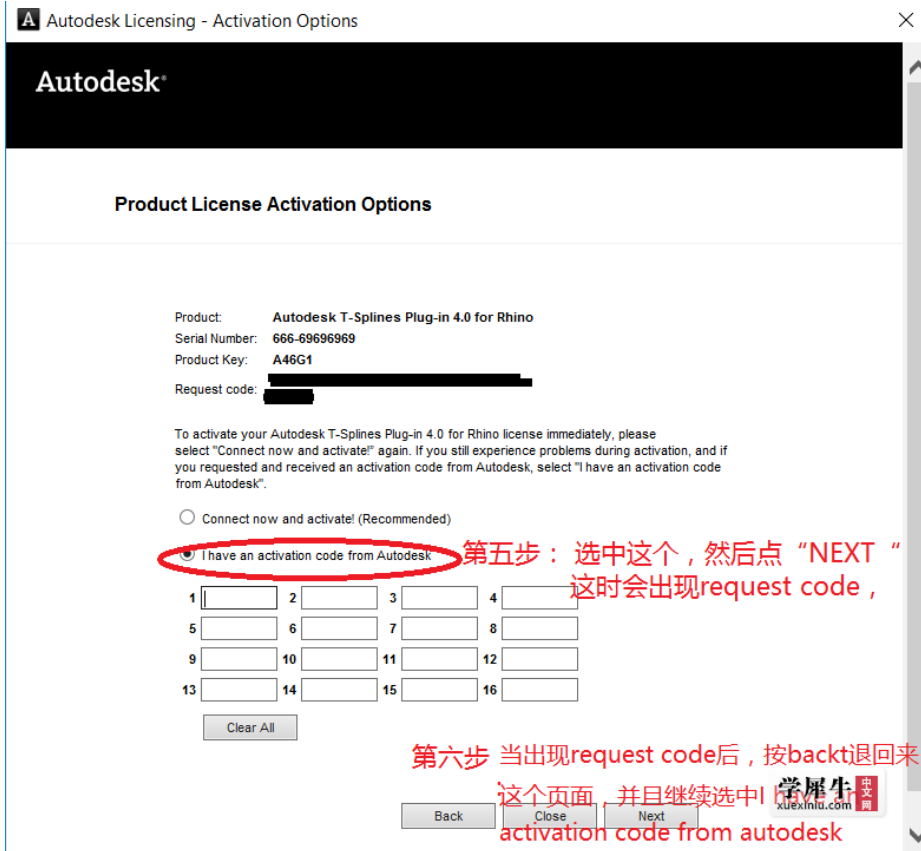 Autodesk Licensing - Activation Options
Autodesk®
Product License Activation Options
Product: Autodesk T-Splines Plug-in 4.0 for Rhino
Serial Number: 666-69696969
Product Key: A46G1
Request code:
To activate your Autodesk T-Splines Plug-in 4.0 for Rhino license immediately, please
select "Connect now and activate!" again. If you still experience problems during activation, and if
you requested and received an activation code from Autodesk, select "I have an activation code
from Autodesk".
Connect now and activate! (Recommended)
I have an activation code from Autodesk
第五步： 选中这个，然后点“NEXT“
这时会出现request code，
1 2 3 4
5 6 7 8
9 10 11 12
13 14 15 16
Clear All
第六步 当出现request code后，按backt退回来
:这个页面，并且继续选中I have an
activation code from autodesk
学犀牛 中文网
xuexiniu.com
Back Close Next